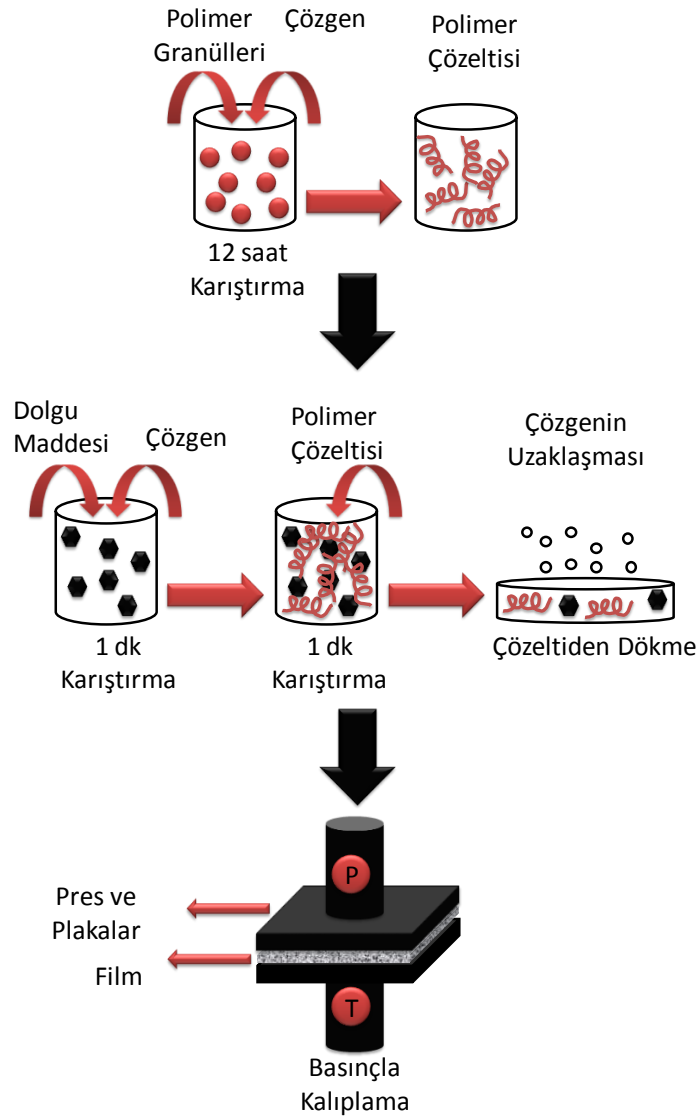 Polimer
Granülleri
Çözgen
Polimer
Çözeltisi
12 saat
Karıştırma
Dolgu
Maddesi
Çözgen
Polimer
Çözeltisi
Çözgenin
Uzaklaşması
1 dk
Karıştırma
1 dk
Karıştırma
Çözeltiden Dökme
P
Pres ve
Plakalar
Film
T
Basınçla
Kalıplama